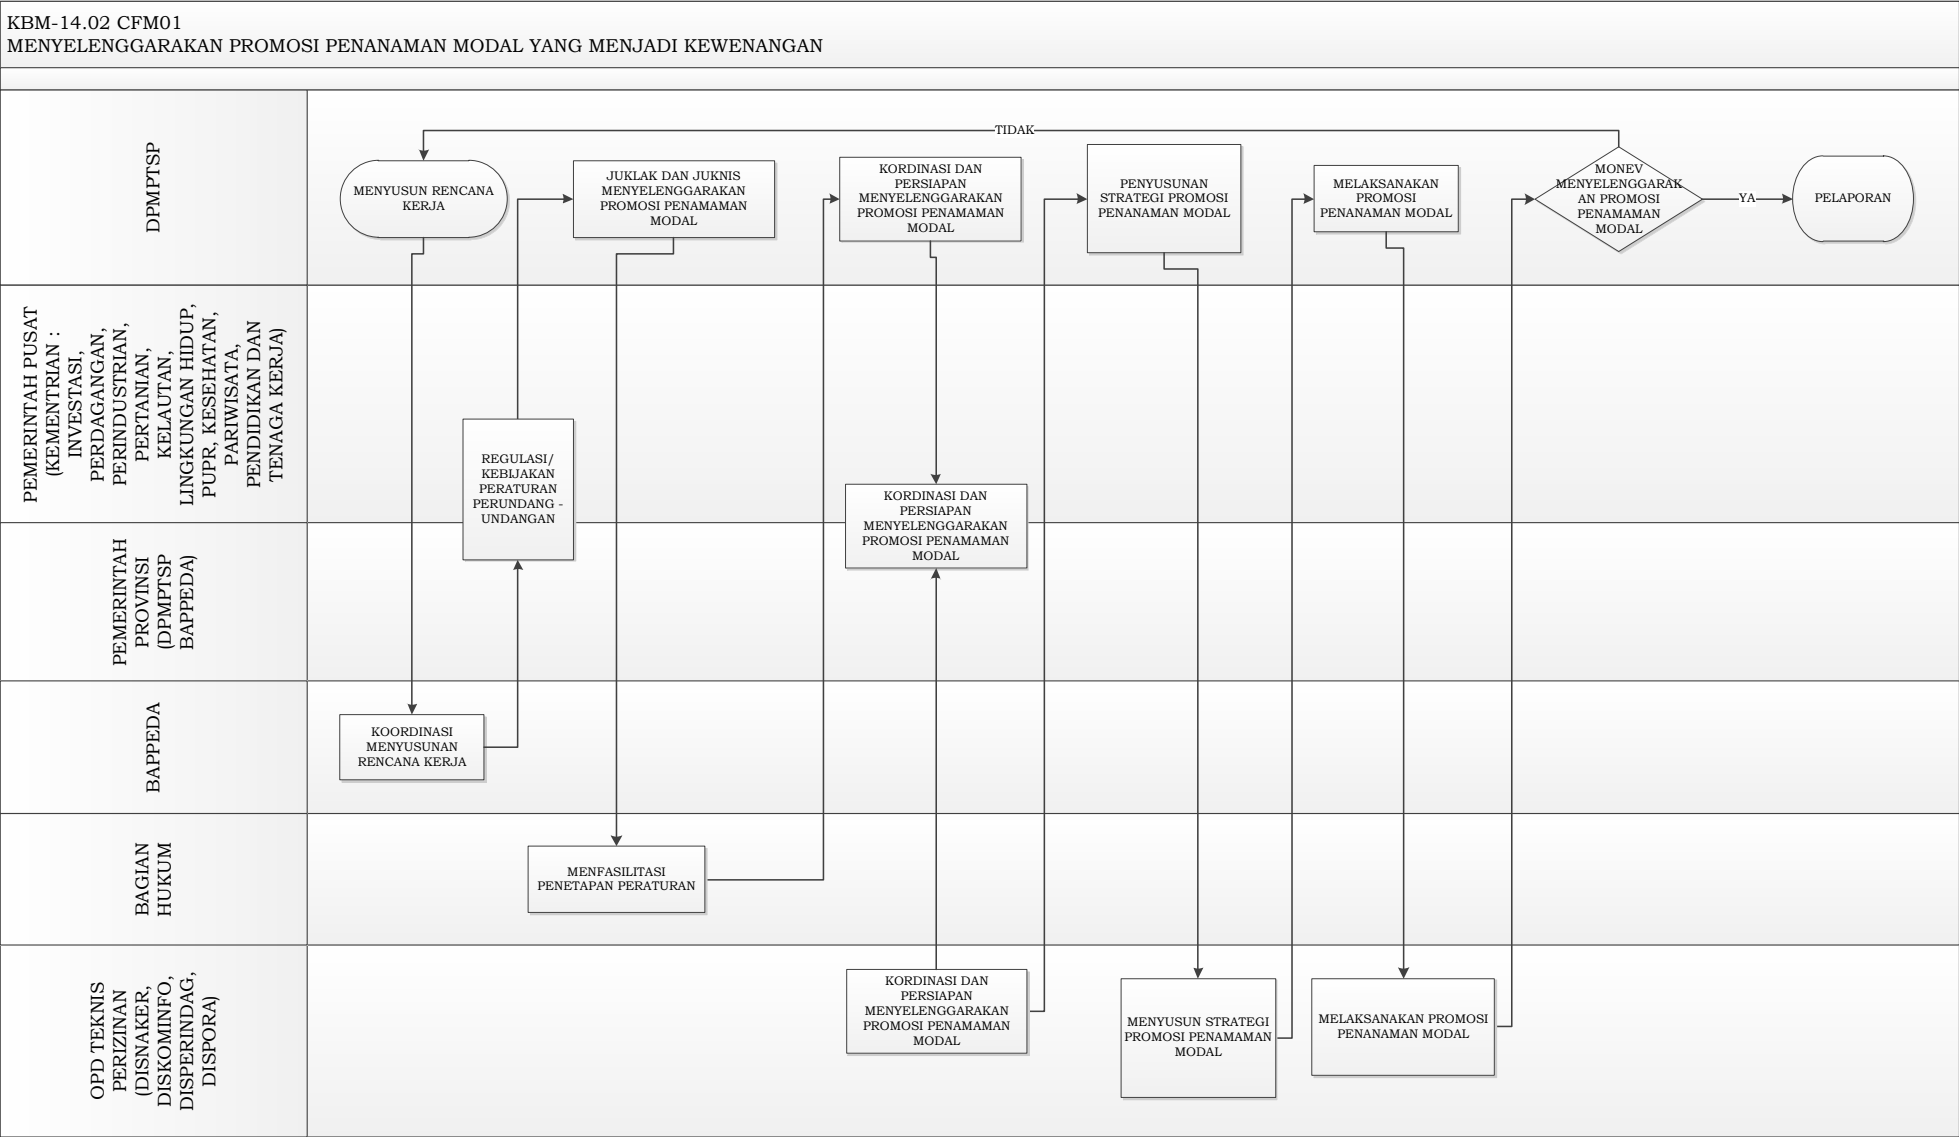 KBM-14.02 CFM01
MENYELENGGARAKAN PROMOSI PENANAMAN MODAL YANG MENJADI KEWENANGAN
DPMPTSP
TIDAK
MENYUSUN RENCANA
KERJA
JUKLAK DAN JUKNIS
MENYELENGGARAKAN
PROMOSI PENAMAMAN
MODAL
KORDINASI DAN
PERSIAPAN
MENYELENGGARAKAN
PROMOSI PENAMAMAN
MODAL
PENYUSUNAN
STRATEGI PROMOSI
PENANAMAN MODAL
MELAKSANAKAN
PROMOSI
PENANAMAN MODAL
MONEV
MENYELENGGARAK
AN PROMOSI
PENAMAMAN
MODAL
YA
PELAPORAN
PEMERINTAH PUSAT
(KEMENTRIAN :
INVESTASI,
PERDAGANGAN,
PERINDUSTRIAN,
PERTANIAN,
KELAUTAN,
LINGKUNGAN HIDUP,
PUPR, KESEHATAN,
PARIWISATA,
PENDIDIKAN DAN
TENAGA KERJA)
REGULASI/
KEBIJAKAN
PERATURAN
PERUNDANG -
UNDANGAN
KORDINASI DAN
PERSIAPAN
MENYELENGGARAKAN
PROMOSI PENAMAMAN
MODAL
PEMERINTAH
PROVINSI
(DPMPTSP
BAPPEDA)
BAPPEDA
KOORDINASI
MENYUSUNAN
RENCANA KERJA
BAGIAN
HUKUM
MENFASILITASI
PENETAPAN PERATURAN
OPD TEKNIS
PERIZINAN
(DISNAKER,
DISKOMINFO,
DISPERINDAG,
DISPORA)
KORDINASI DAN
PERSIAPAN
MENYELENGGARAKAN
PROMOSI PENAMAMAN
MODAL
MENYUSUN STRATEGI
PROMOSI PENAMAMAN
MODAL
MELAKSANAKAN PROMOSI
PENANAMAN MODAL